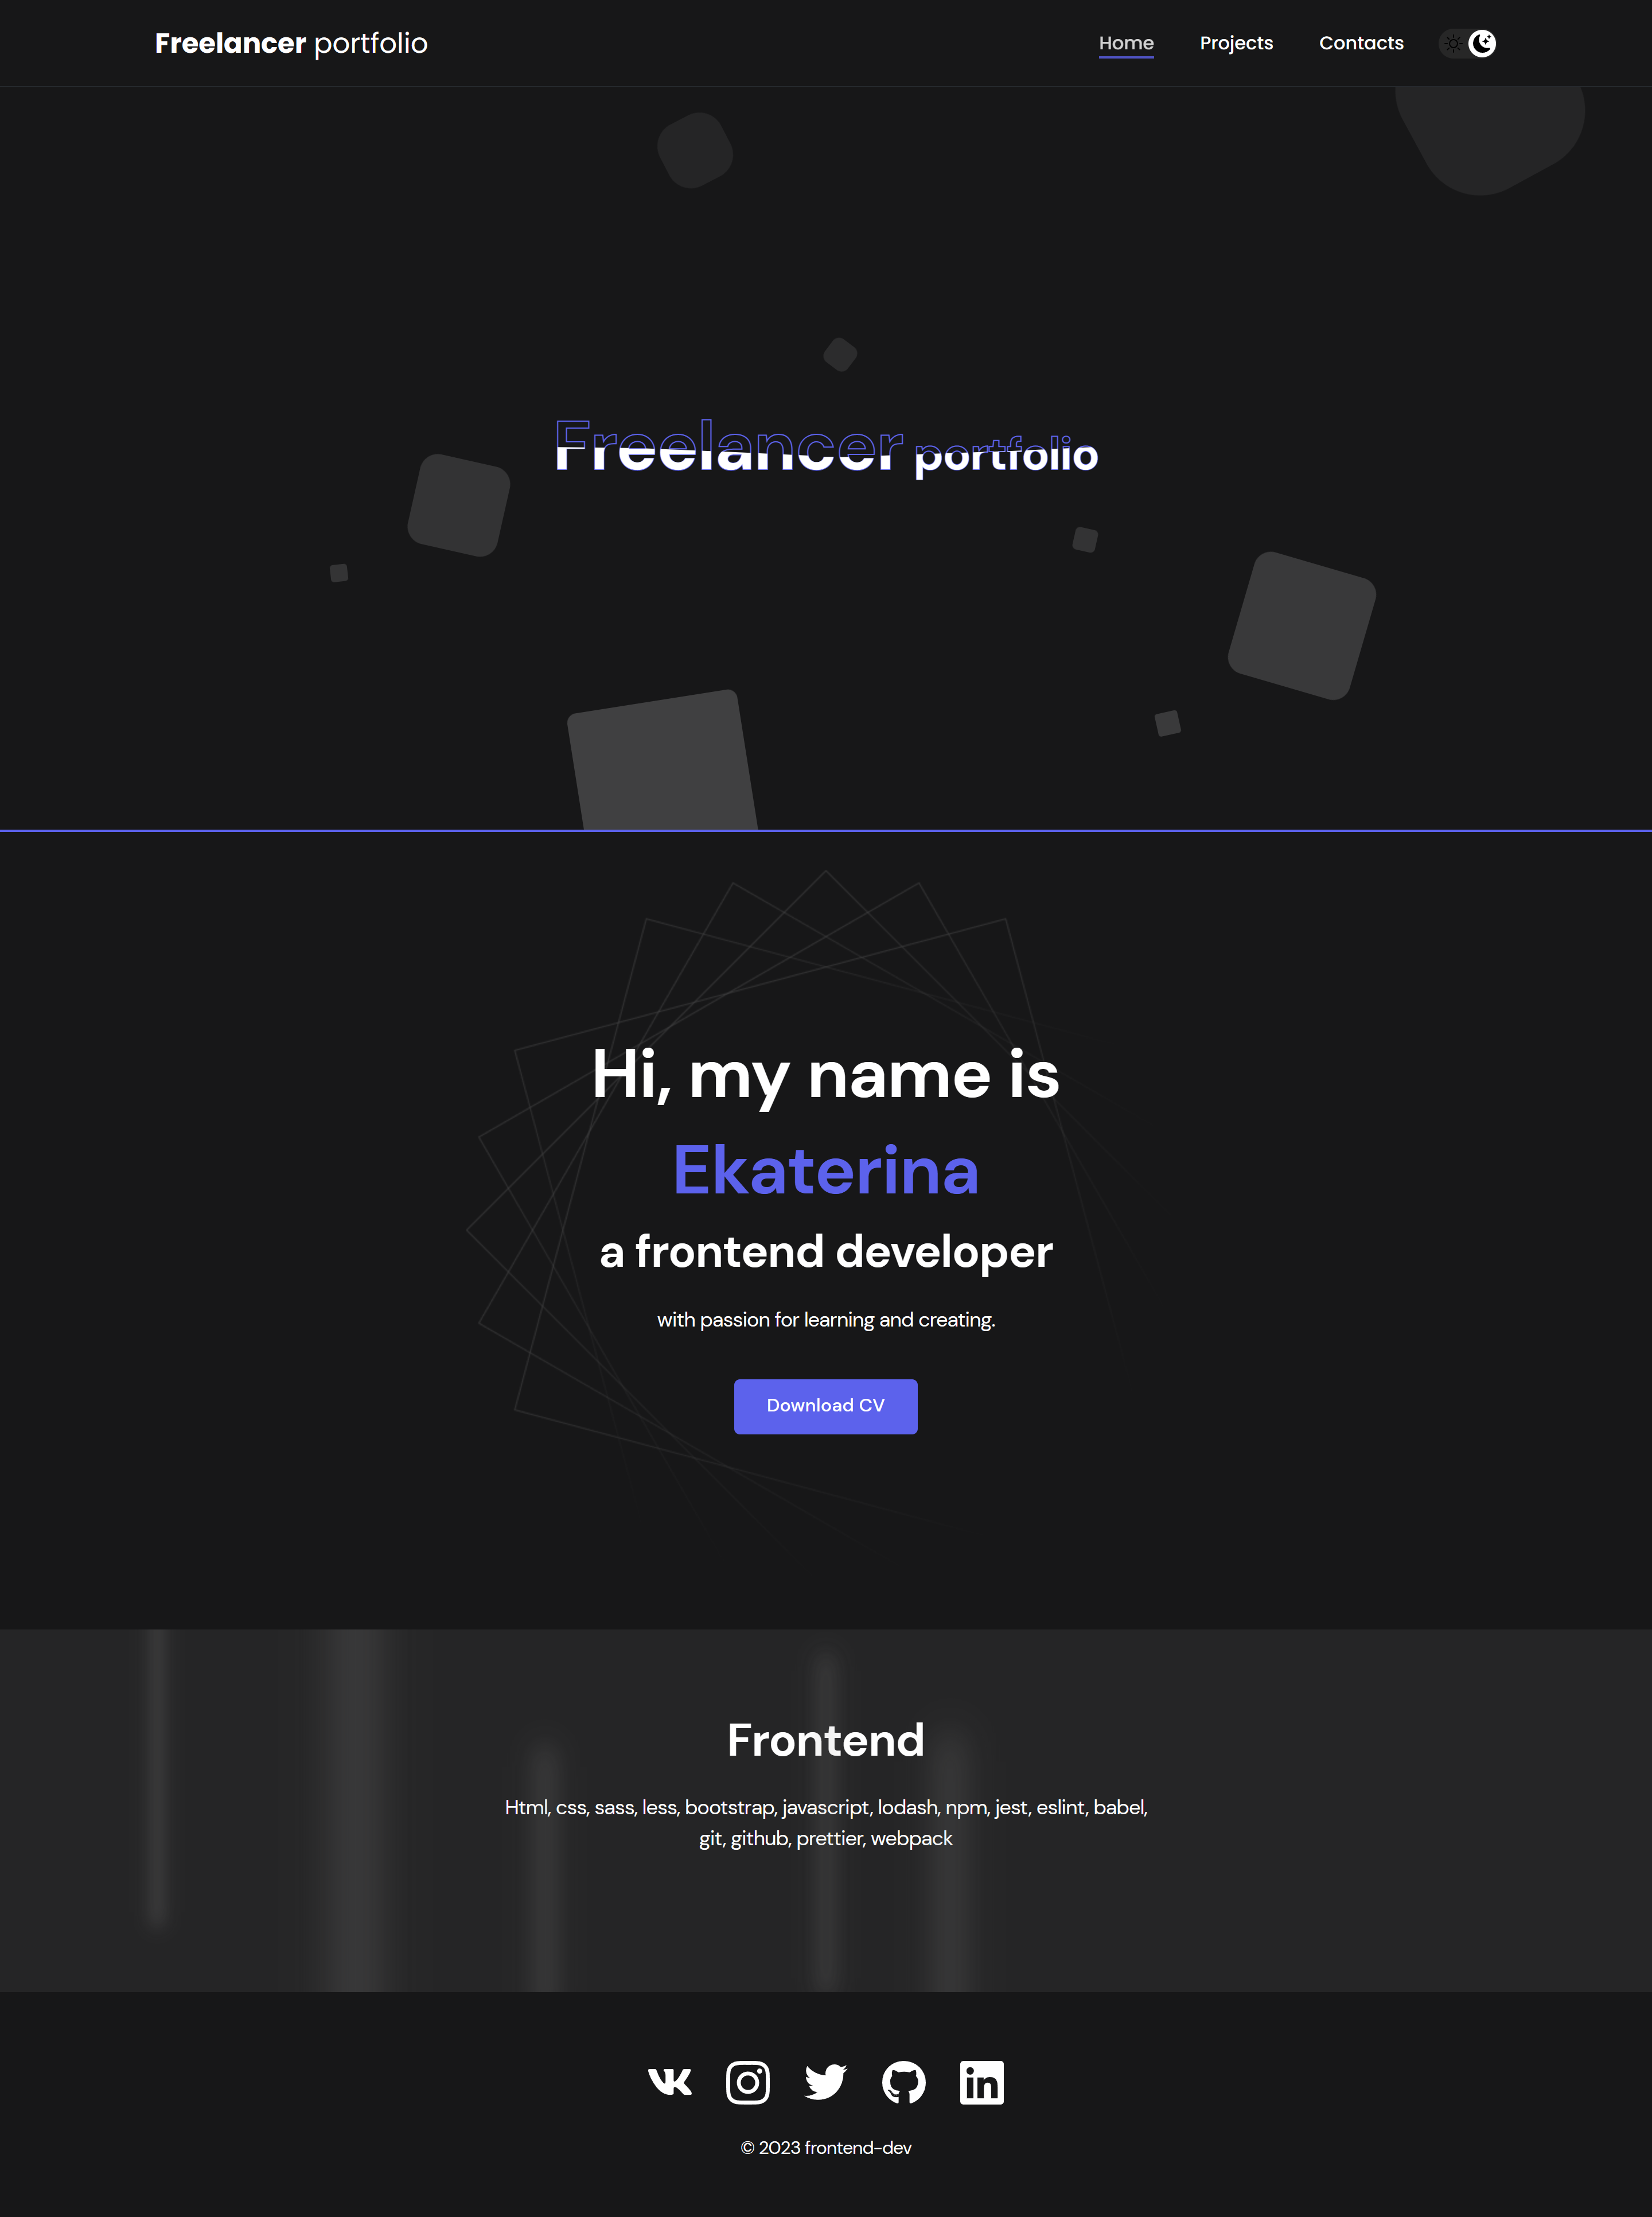 Freelancer portfolio
Home Projects Contacts
Freelancer portfolio
Hi, my name is
Ekaterina
a frontend developer
with passion for learning and creating.
Download CV
Frontend
Html, css, sass, less, bootstrap, javascript, lodash, npm, jest, eslint, babel,
git, github, prettier, webpack
© 2023 frontend-dev